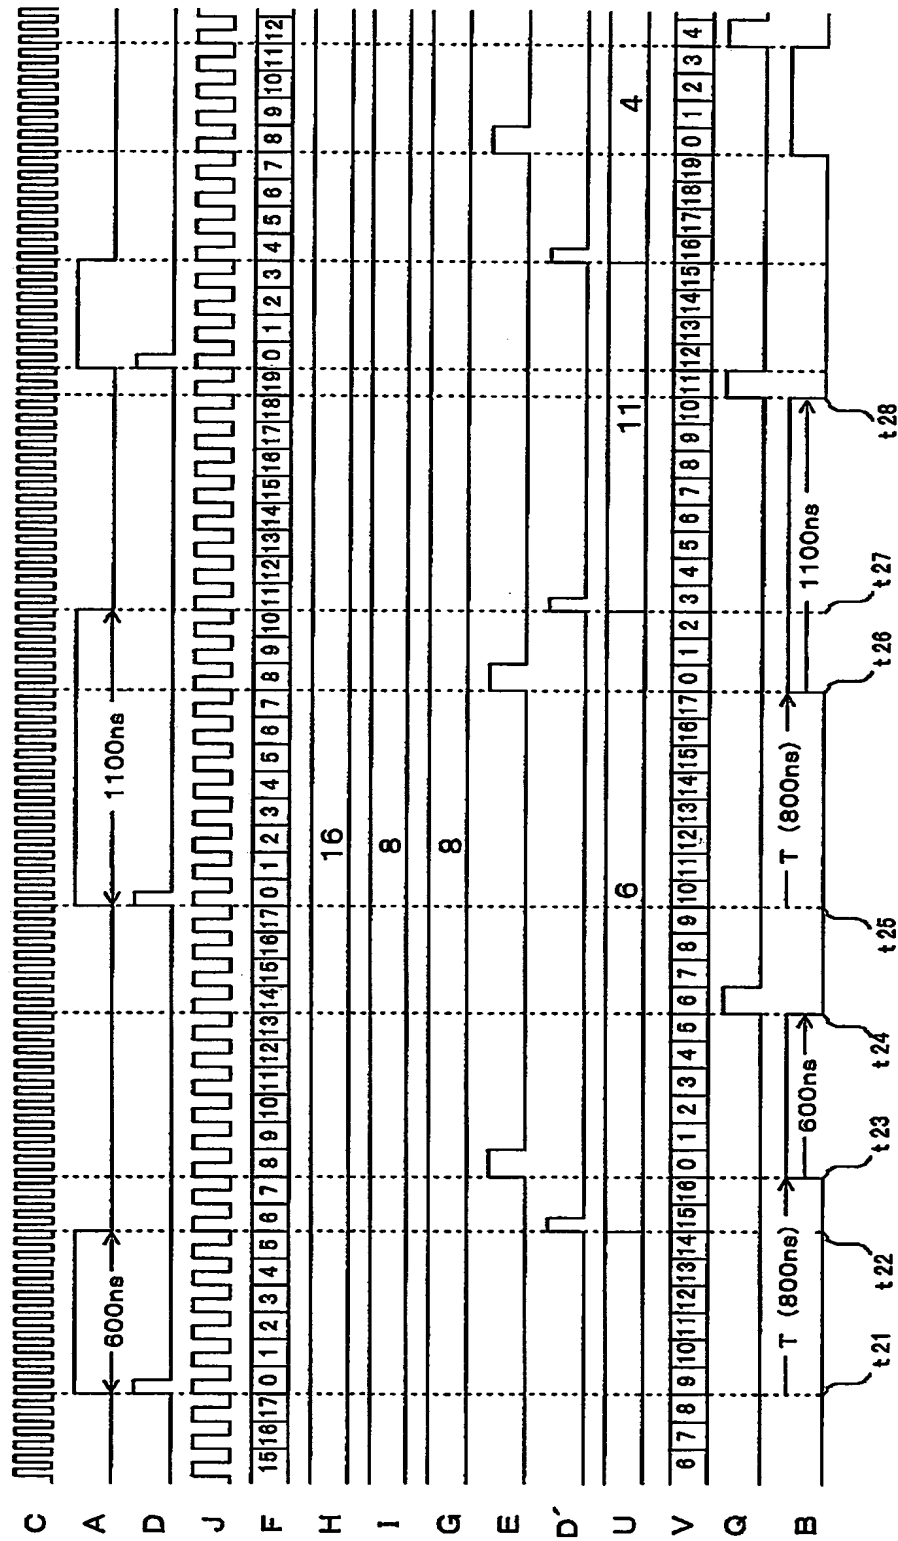 C
A 600ns 1100ns
D
J
F 15 16 17 0 1 2 3 4 5 6 7 8 9 10 11 12 13 14 15 16 17 0 1 2 3 4 5 6 7 8 9 10 11 12 13 14 15 16 17 18 19 0 1 2 3 4 5 6 7 8 9 10 11 12
H 16
I 8
G 8
E
D´
U 6 11 4
V 6 7 8 9 10 11 12 13 14 15 16 0 1 2 3 4 5 6 7 8 9 10 11 12 13 14 15 16 17 0 1 2 3 4 5 6 7 8 9 10 11 12 13 14 15 16 17 18 19 0 1 2 3 4
Q
B T (800ns) 600ns T (800ns) 1100ns
t21 t22 t23 t24 t25 t26 t27 t28